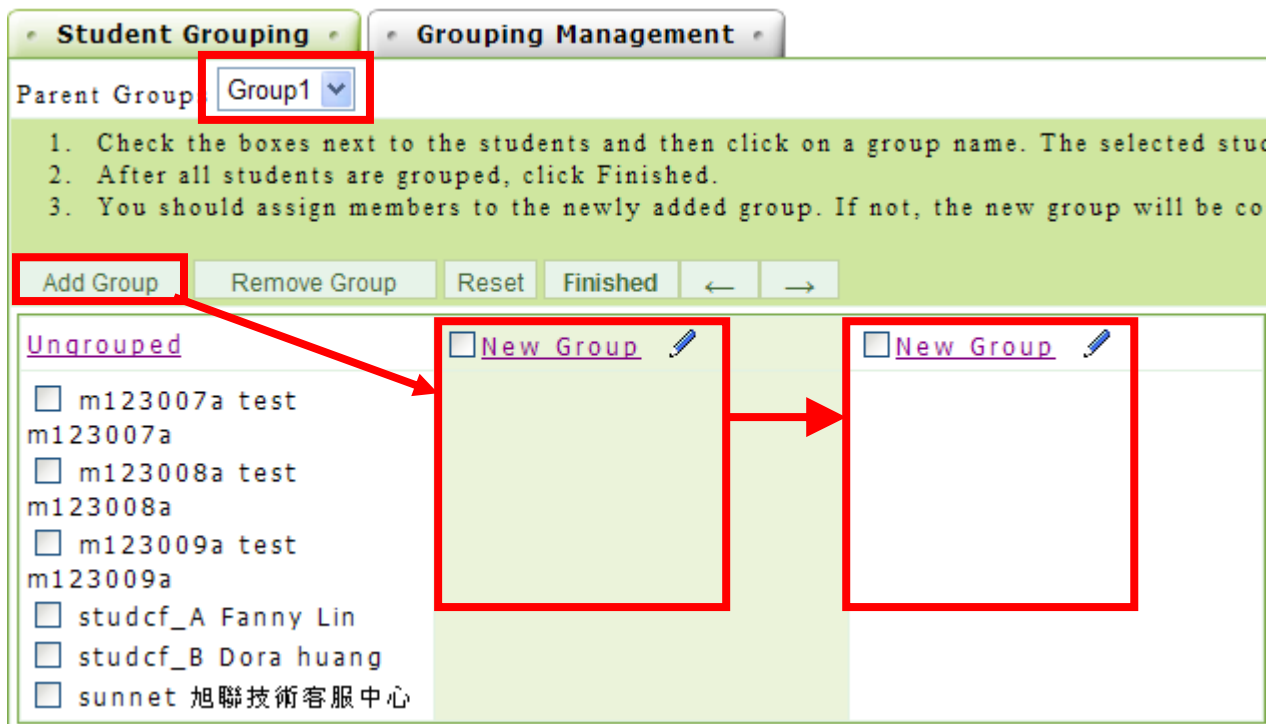 Student Grouping
Grouping Management
Parent Group: Group1
1. Check the boxes next to the students and then click on a group name. The selected stud
2. After all students are grouped, click Finished.
3. You should assign members to the newly added group. If not, the new group will be co
Add Group Remove Group Reset Finished ← →
Ungrouped New Group New Group
m123007a test
m123007a
m123008a test
m123008a
m123009a test
m123009a
studcf_A Fanny Lin
studcf_B Dora huang
sunnet 旭聯技術客服中心